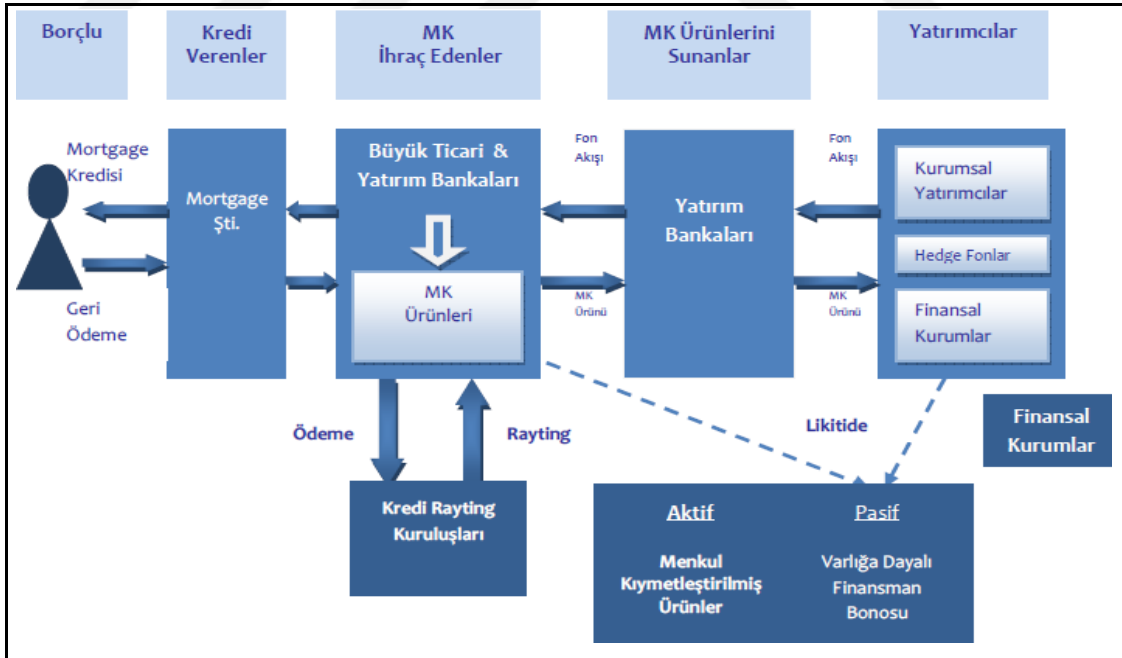 Borçlu
Kredi
Verenler
MK
İhraç Edenler
MK Ürünlerini
Sunanlar
Yatırımcılar
Mortgage
Kredisi
Geri
Ödeme
Mortgage
Şti.
Büyük Ticari &
Yatırım Bankaları
MK
Ürünleri
Fon
Akışı
MK
Ürünü
Yatırım
Bankaları
Fon
Akışı
MK
Ürünü
Kurumsal
Yatırımcılar
Hedge Fonlar
Finansal
Kurumlar
Ödeme
Rayting
Likitide
Finansal
Kurumlar
Kredi Rayting
Kuruluşları
Aktif
Menkul
Kıymetleştirilmiş
Ürünler
Pasif
Varlığa Dayalı
Finansman
Bonosu